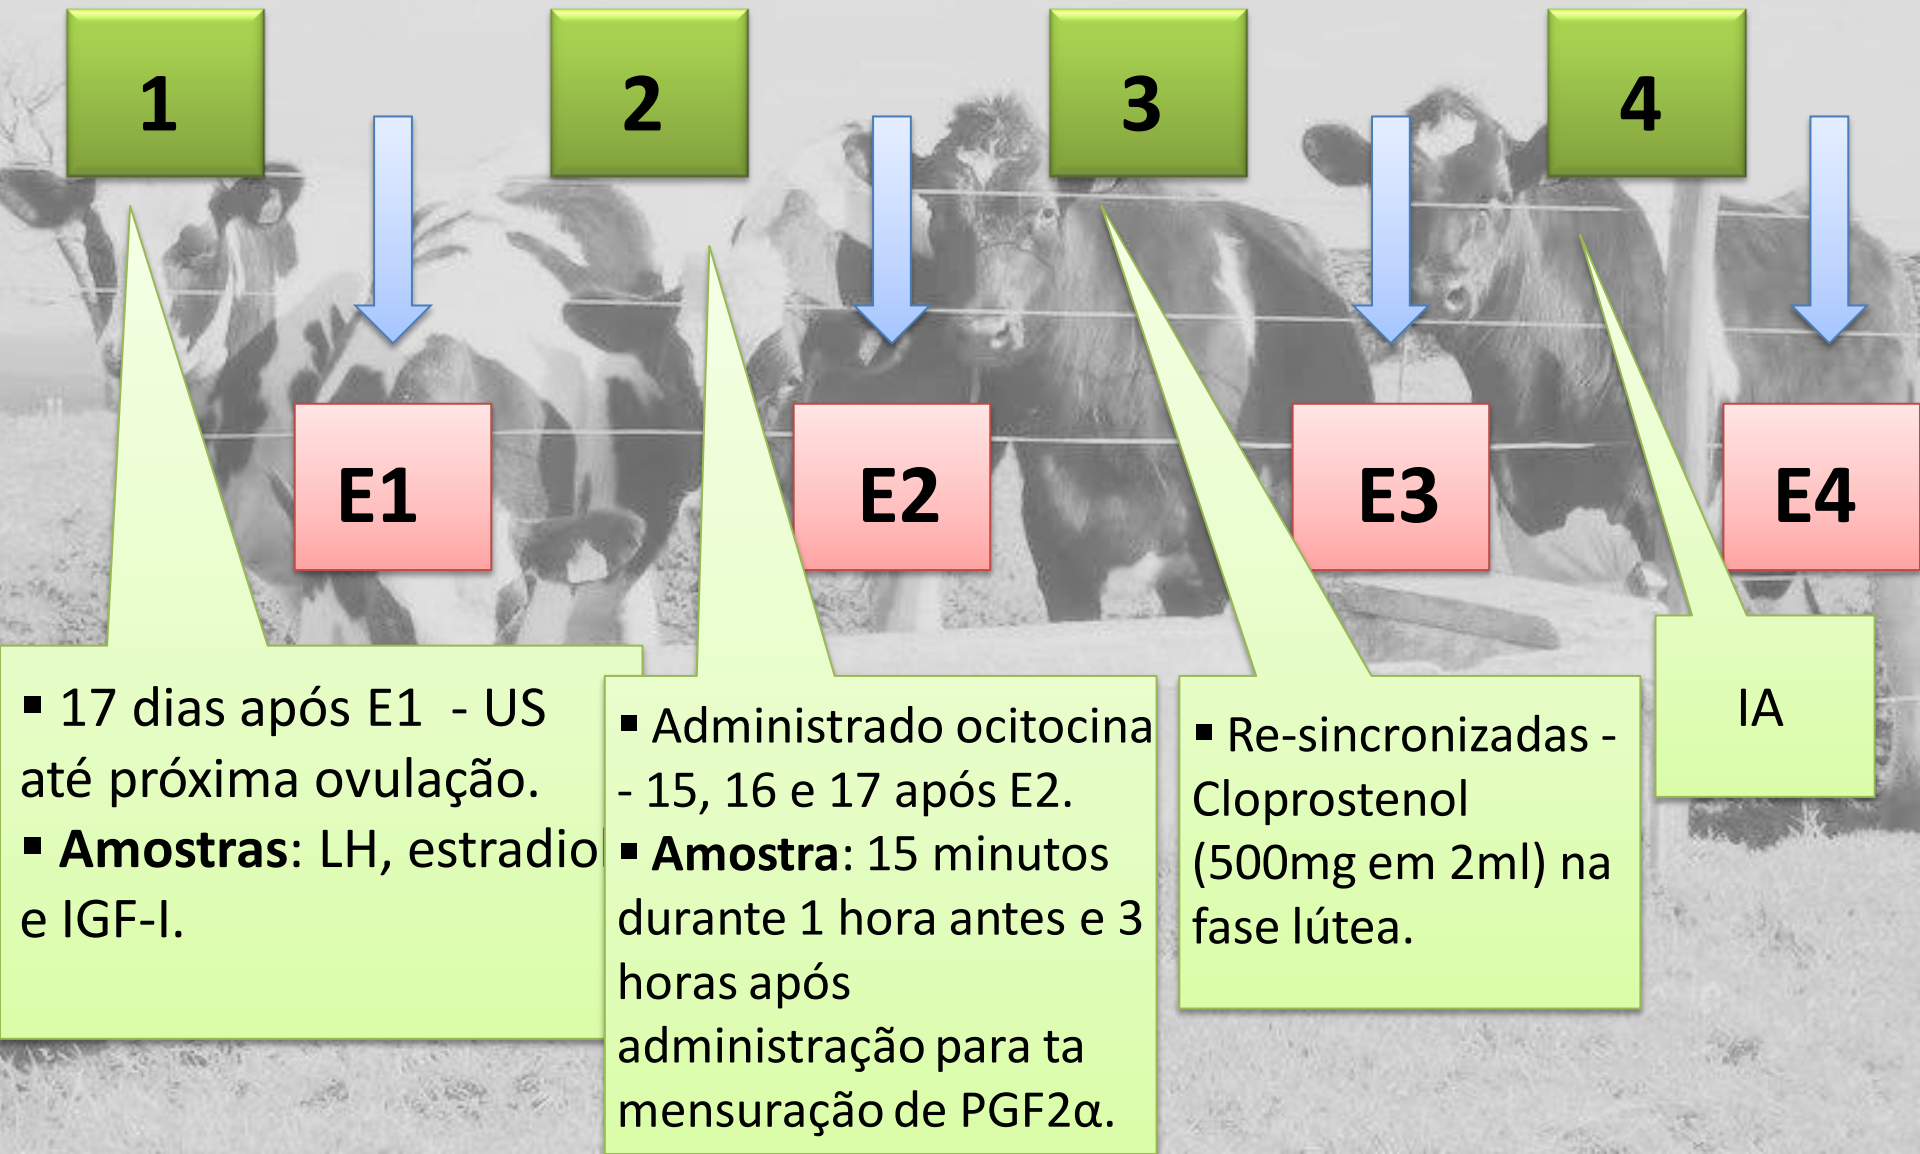 1
2
3
4
E1
E2
E3
E4
▪ 17 dias após E1 - US
até próxima ovulação.
▪ Amostras: LH, estradiol
e IGF-I.
▪ Administrado ocitocina
- 15, 16 e 17 após E2.
▪ Amostra: 15 minutos
durante 1 hora antes e 3
horas após
administração para ta
mensuração de PGF2α.
▪ Re-sincronizadas -
Cloprostenol
(500mg em 2ml) na
fase lútea.
IA